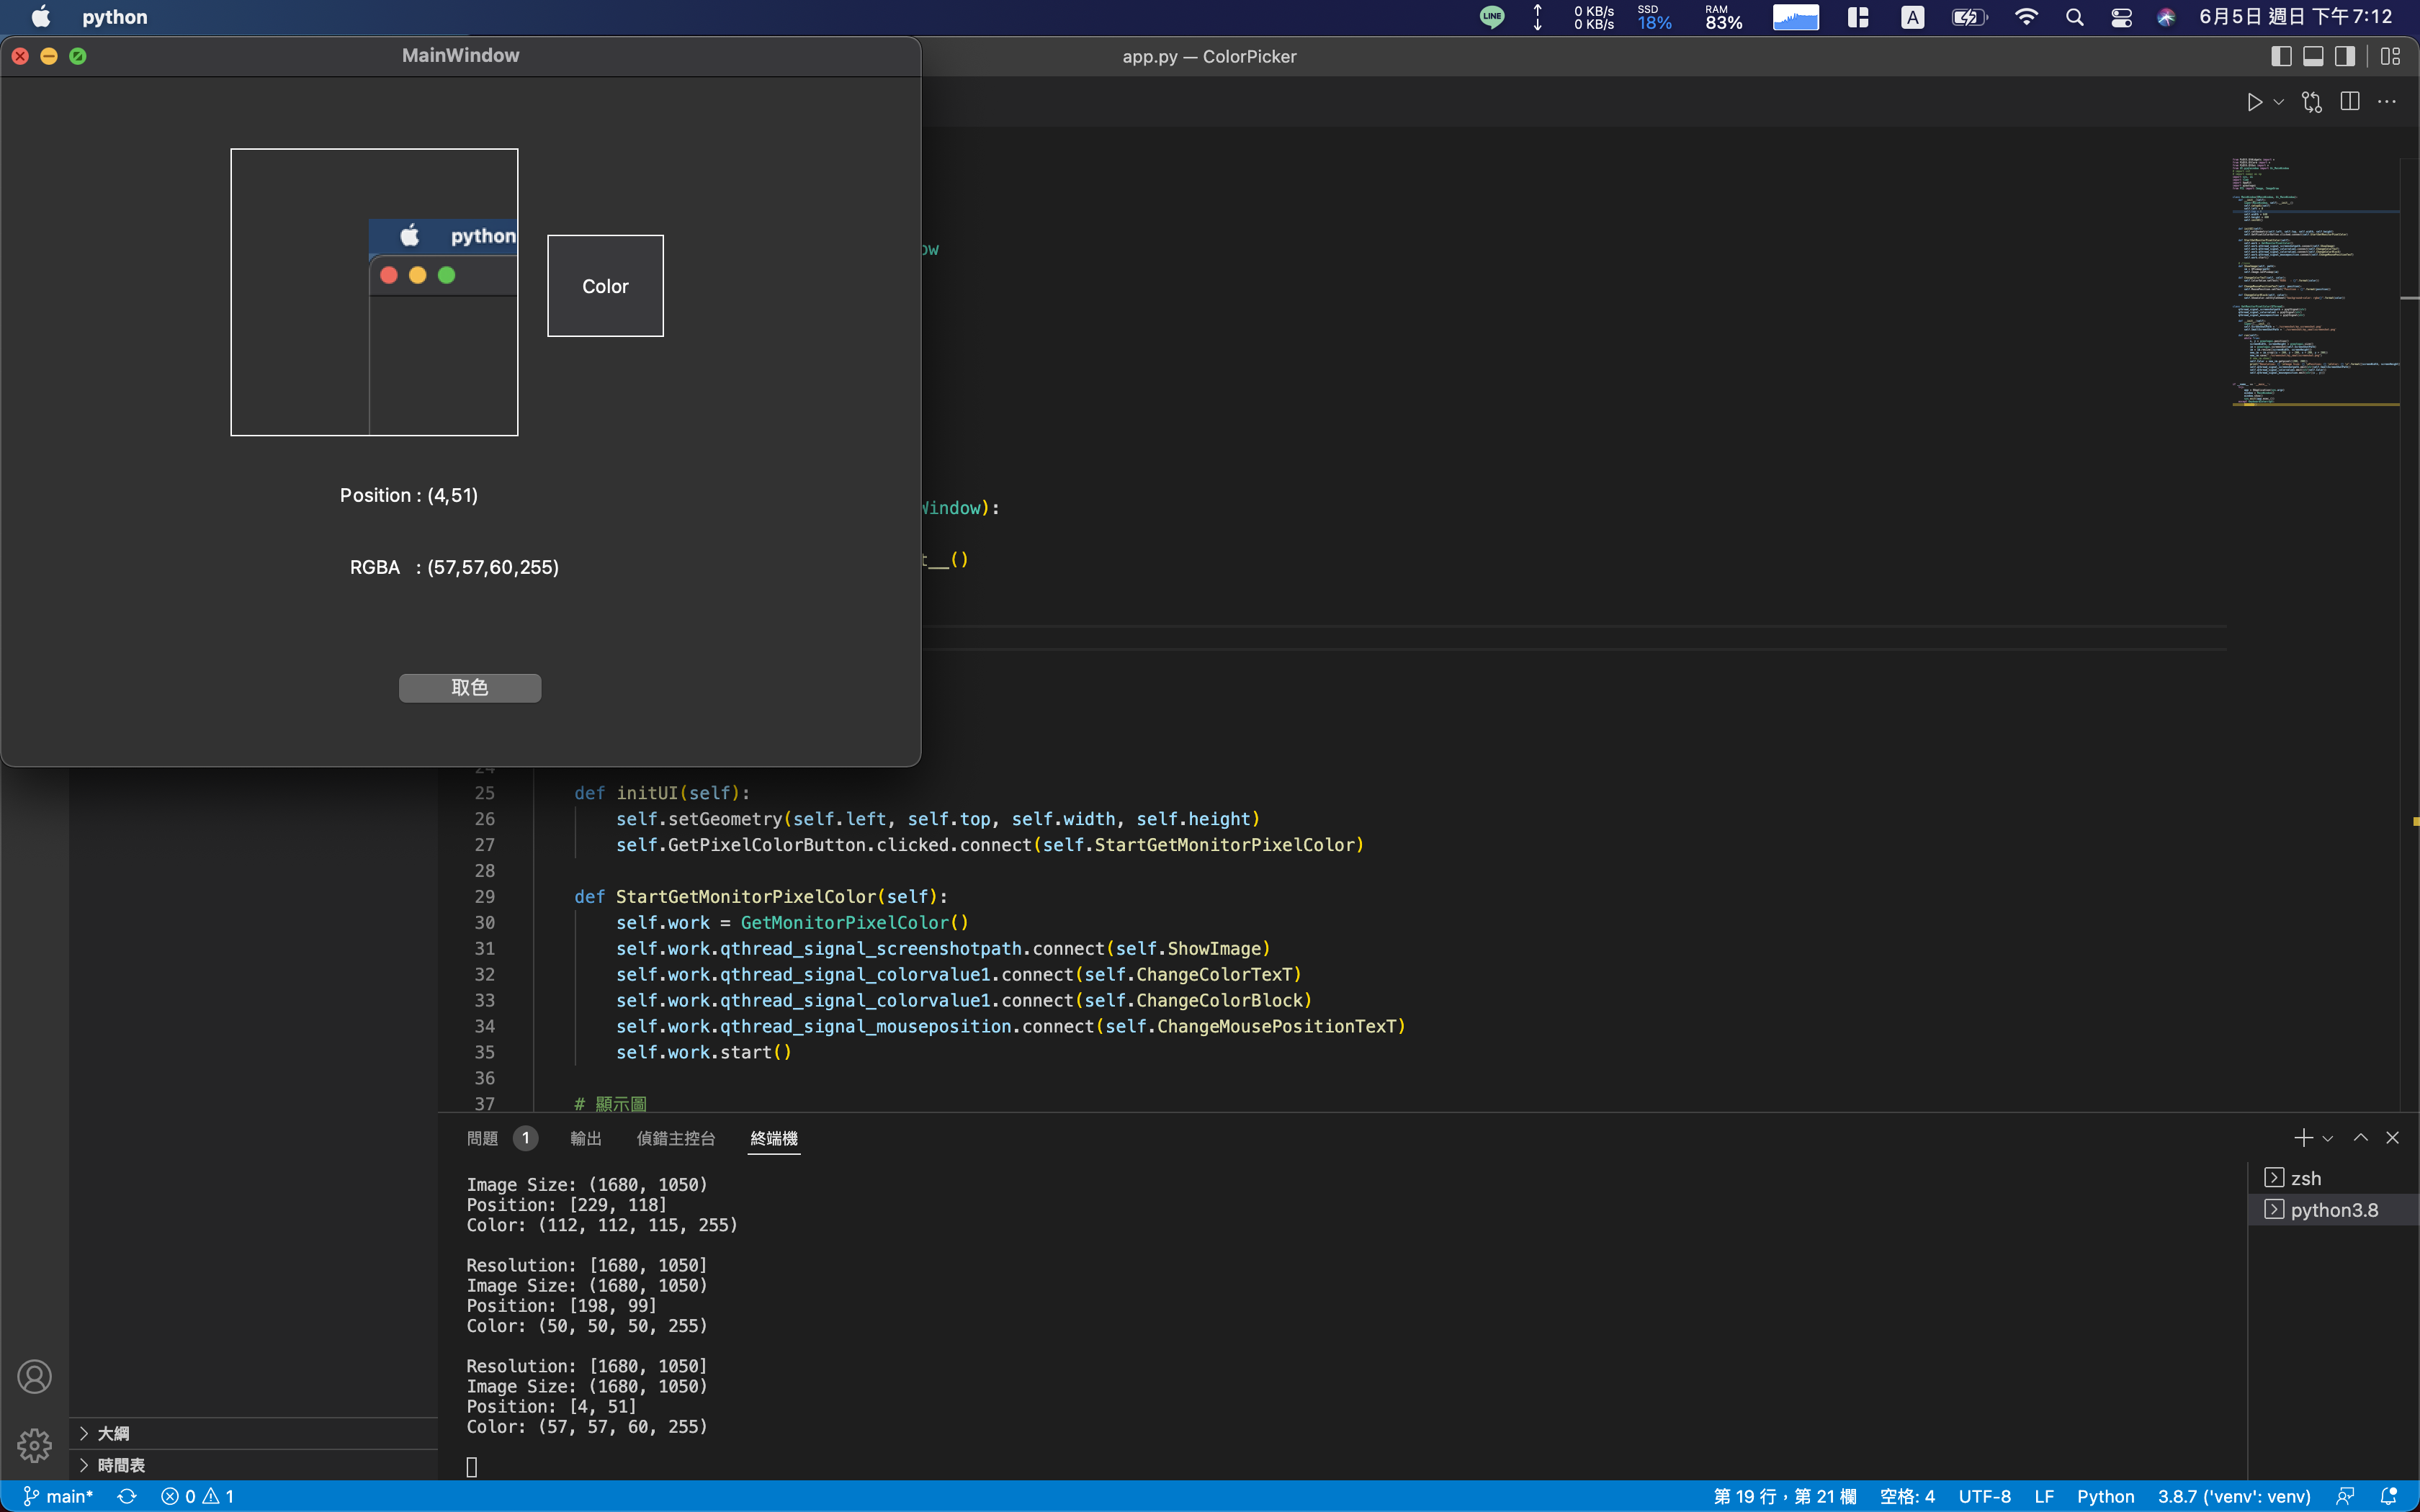 python
LINE
0 KB/s
0 KB/s
SSD
18%
RAM
83%
A
6月5日 週日 下午7:12
MainWindow
app.py — ColorPicker
python
Color
Position : (4,51)
RGBA : (57,57,60,255)
取色
ow
Window):
t__()
24
25 def initUI(self):
26 self.setGeometry(self.left, self.top, self.width, self.height)
27 self.GetPixelColorButton.clicked.connect(self.StartGetMonitorPixelColor)
28
29 def StartGetMonitorPixelColor(self):
30 self.work = GetMonitorPixelColor()
31 self.work.qthread_signal_screenshotpath.connect(self.ShowImage)
32 self.work.qthread_signal_colorvalue1.connect(self.ChangeColorTexT)
33 self.work.qthread_signal_colorvalue1.connect(self.ChangeColorBlock)
34 self.work.qthread_signal_mouseposition.connect(self.ChangeMousePositionTexT)
35 self.work.start()
36
37 # 顯示圖
問題 1 輸出 偵錯主控台 終端機
Image Size: (1680, 1050)
Position: [229, 118]
Color: (112, 112, 115, 255)
Resolution: [1680, 1050]
Image Size: (1680, 1050)
Position: [198, 99]
Color: (50, 50, 50, 255)
Resolution: [1680, 1050]
Image Size: (1680, 1050)
Position: [4, 51]
Color: (57, 57, 60, 255)
zsh
python3.8
大綱
時間表
main* 0 1
第 19 行，第 21 欄 空格: 4 UTF-8 LF Python 3.8.7 ('venv': venv)